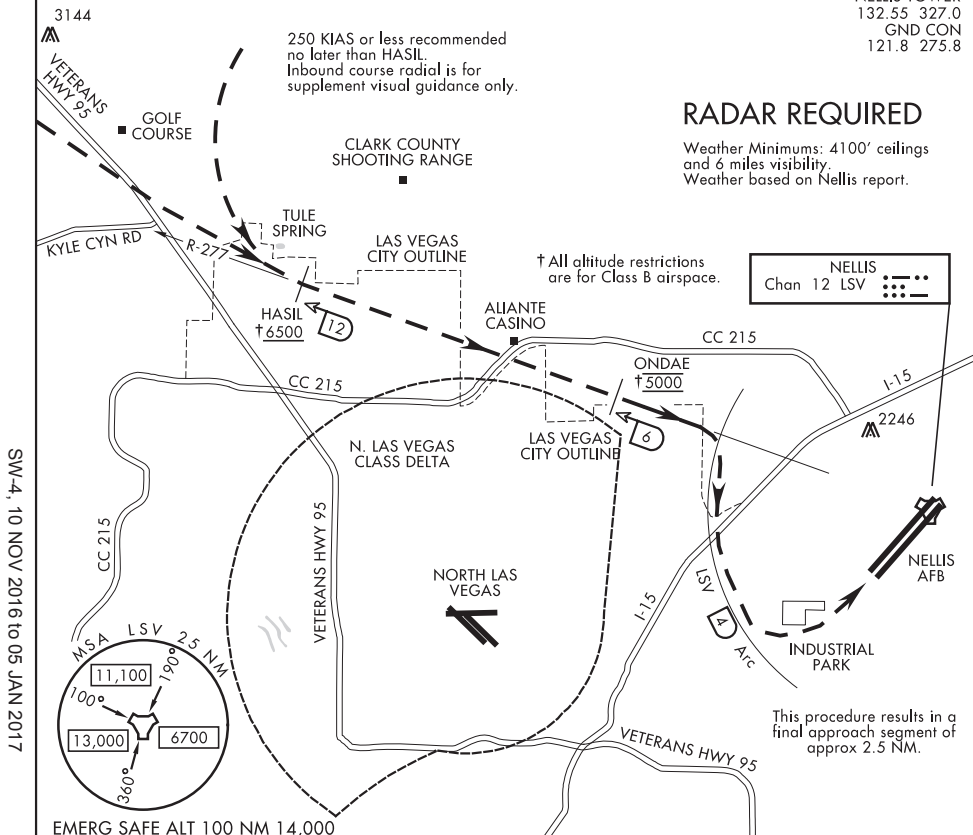 NELLIS TOWER
132.55 327.0
GND CON
121.8 275.8
3144
250 KIAS or less recommended
no later than HASIL.
Inbound course radial is for
supplement visual guidance only.
VETERANS
HWY 95
GOLF
COURSE
CLARK COUNTY
SHOOTING RANGE
RADAR REQUIRED
Weather Minimums: 4100' ceilings
and 6 miles visibility.
Weather based on Nellis report.
KYLE CYN RD
R-277
TULE
SPRING
LAS VEGAS
CITY OUTLINE
† All altitude restrictions
are for Class B airspace.
NELLIS
Chan 12 LSV
HASIL
†6500
12
ALIANTE
CASINO
CC 215
ONDAE
†5000
CC 215
I-15
2246
6
N. LAS VEGAS
CLASS DELTA
LAS VEGAS
CITY OUTLINE
SW-4, 10 NOV 2016 to 05 JAN 2017
CC 215
VETERANS HWY 95
NORTH LAS
VEGAS
I-15
LSV
4
Arc
NELLIS
AFB
INDUSTRIAL
PARK
MSA LSV 25 NM
11,100
190°
100°
13,000
6700
360°
This procedure results in a
final approach segment of
approx 2.5 NM.
VETERANS HWY 95
EMERG SAFE ALT 100 NM 14,000